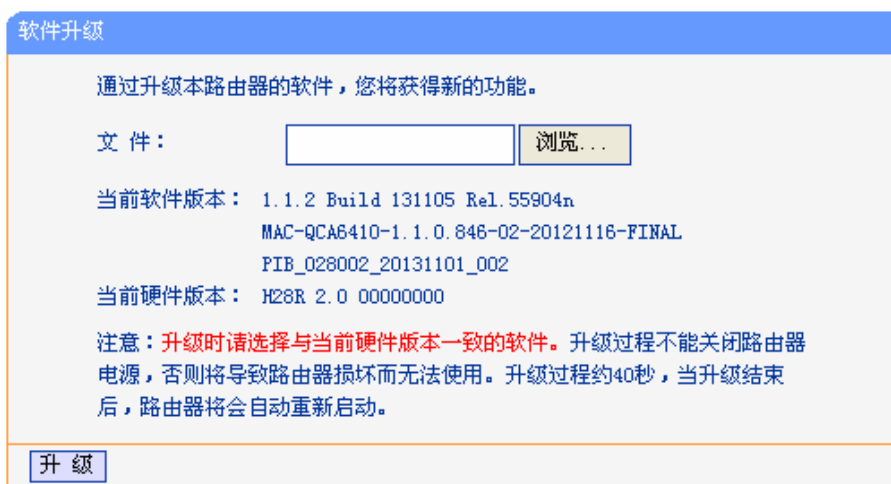 软件升级
通过升级本路由器的软件，您将获得新的功能。
文 件： 浏览...
当前软件版本： 1.1.2 Build 131105 Rel.55904n
MAC-QCA6410-1.1.0.846-02-20121116-FINAL
PIB_028002_20131101_002
当前硬件版本： H28R 2.0 00000000
注意：升级时请选择与当前硬件版本一致的软件。升级过程不能关闭路由器
电源，否则将导致路由器损坏而无法使用。升级过程约40秒，当升级结束
后，路由器将会自动重新启动。
升 级